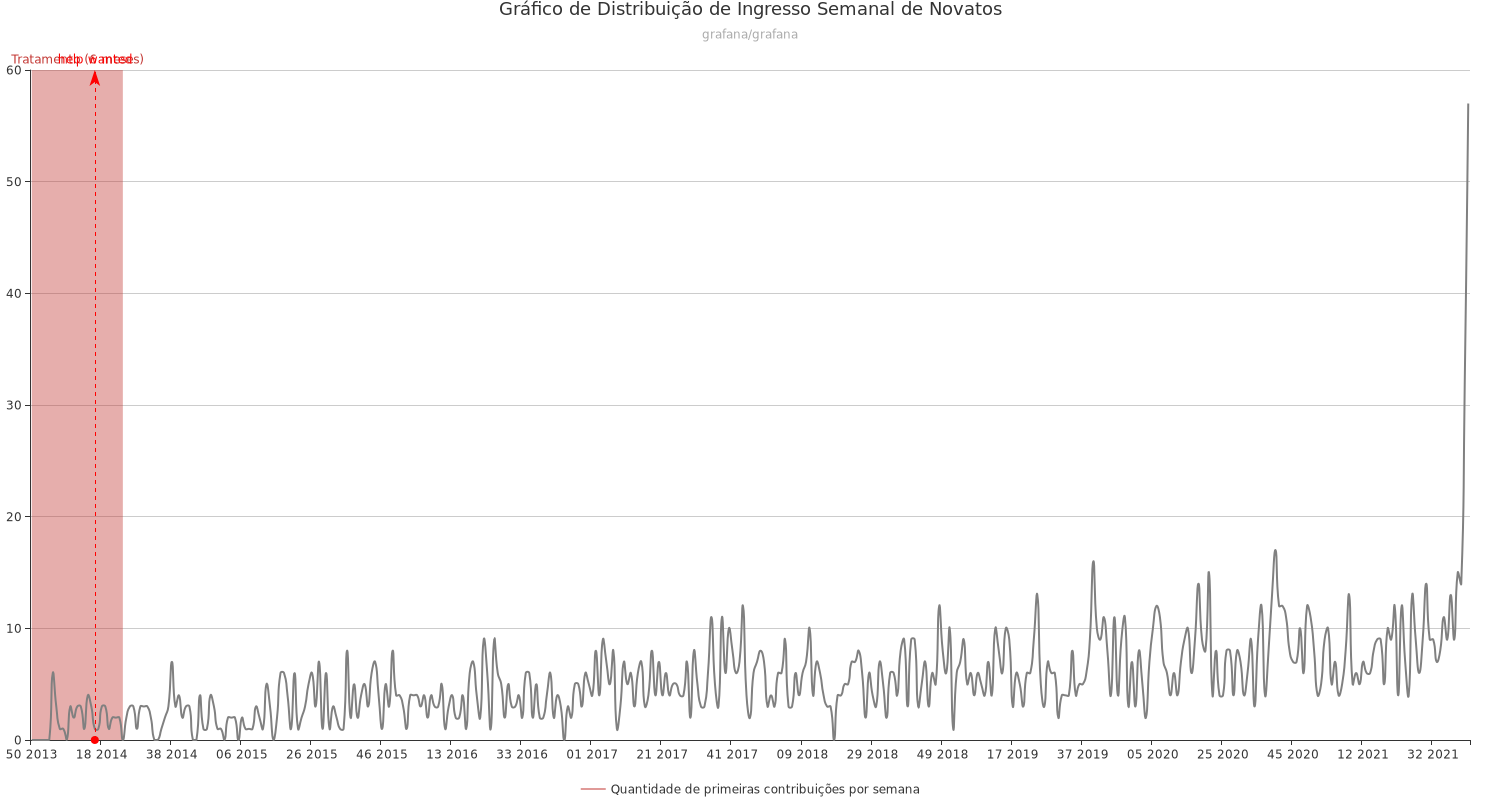 Gráfico de Distribuição de Ingresso Semanal de Novatos
grafana/grafana
Tratamento (6 meses)
help wanted
60
50
40
30
20
10
0
50 2013 18 2014 38 2014 06 2015 26 2015 46 2015 13 2016 33 2016 01 2017 21 2017 41 2017 09 2018 29 2018 49 2018 17 2019 37 2019 05 2020 25 2020 45 2020 12 2021 32 2021
Quantidade de primeiras contribuições por semana